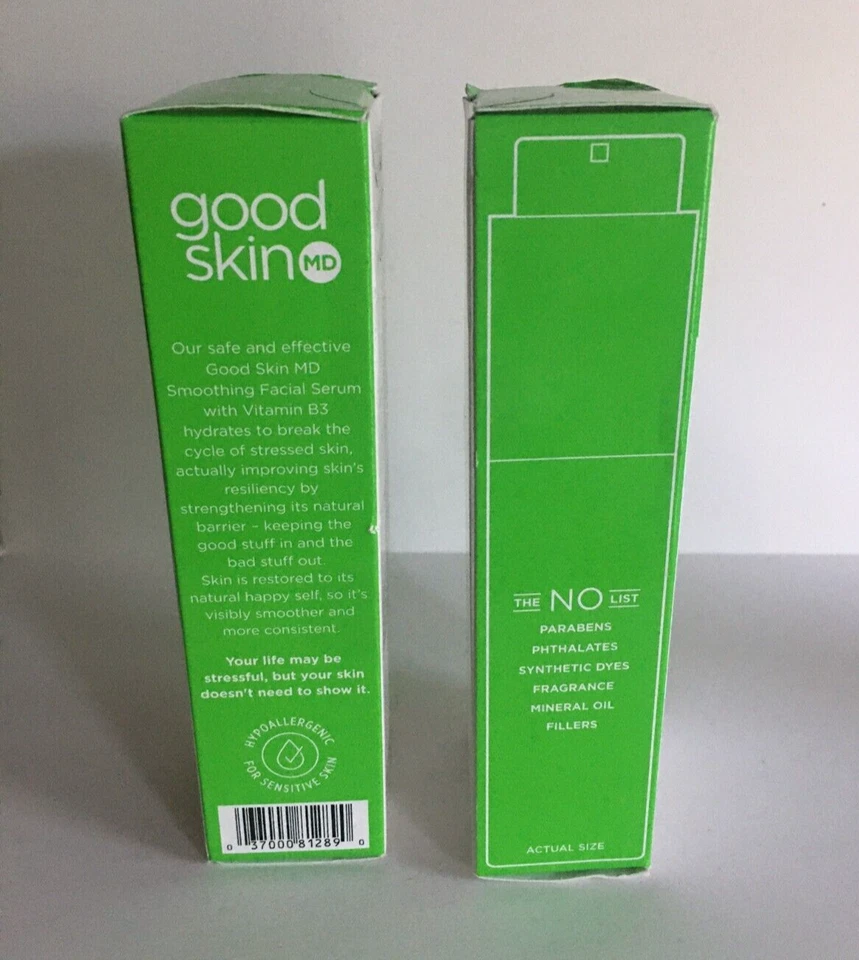 good
skin MD
Our safe and effective
Good Skin MD
Smoothing Facial Serum
with Vitamin B3
hydrates to break the
cycle of stressed skin,
actually improving skin's
resiliency by
strengthening its natural
barrier – keeping the
good stuff in and the
bad stuff out.
Skin is restored to its
natural happy self, so it's
visibly smoother and
more consistent.
Your life may be
stressful, but your skin
doesn't need to show it.
HYPOALLERGENIC
FOR SENSITIVE SKIN
0 37000 81289 0
THE NO LIST
PARABENS
PHTHALATES
SYNTHETIC DYES
FRAGRANCE
MINERAL OIL
FILLERS
ACTUAL SIZE